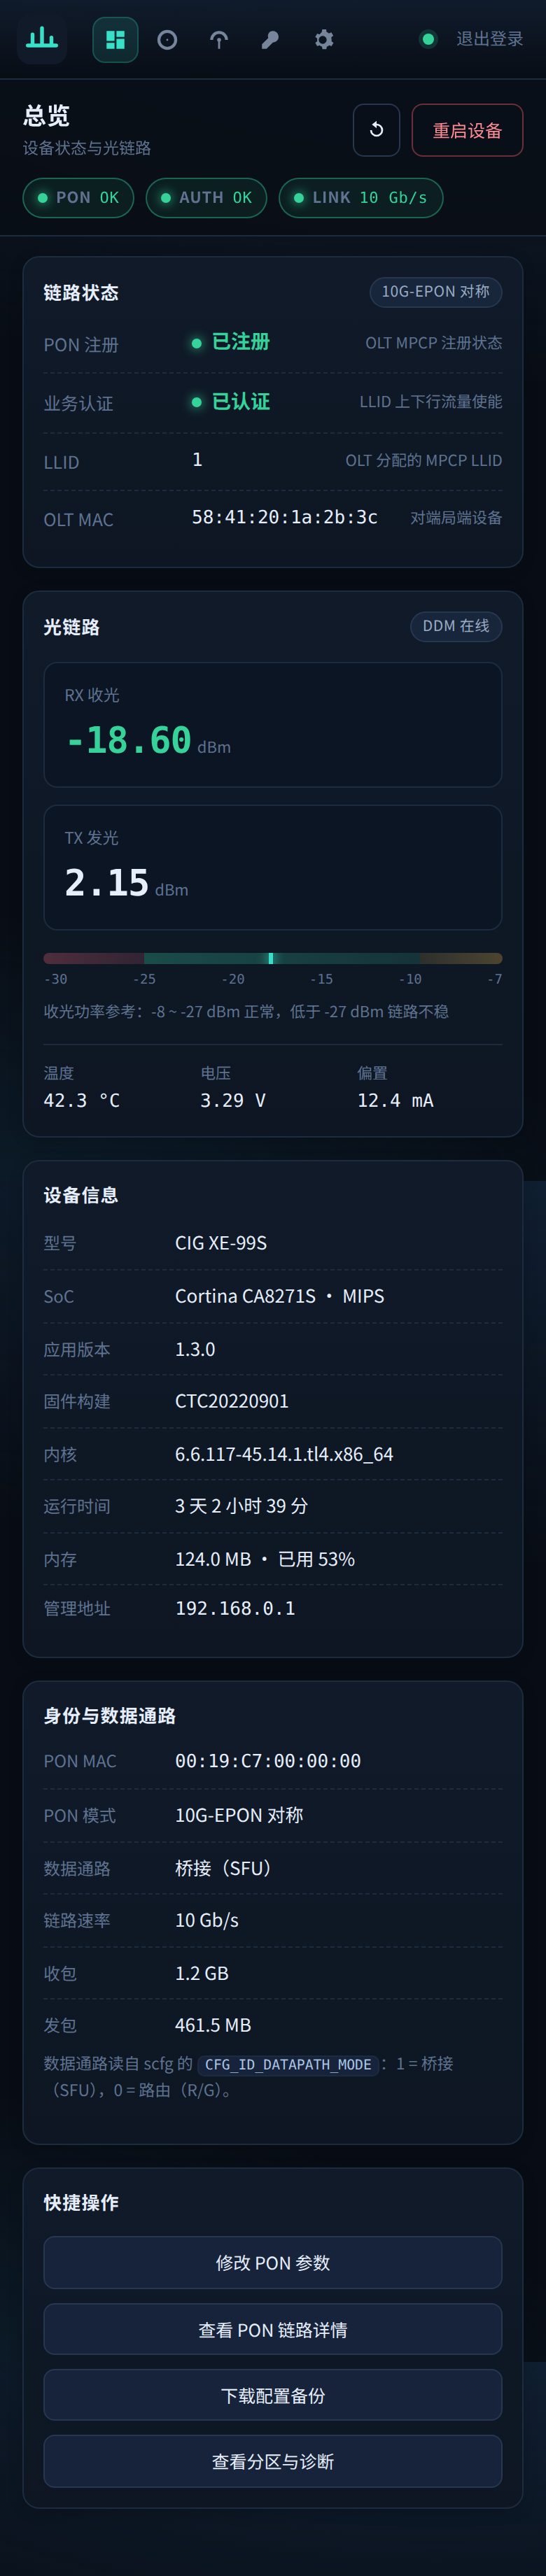 退出登录
总览
设备状态与光链路
重启设备
PON OK
AUTH OK
LINK 10 Gb/s
链路状态
10G-EPON 对称
PON 注册 已注册 OLT MPCP 注册状态
业务认证 已认证 LLID 上下行流量使能
LLID 1 OLT 分配的 MPCP LLID
OLT MAC 58:41:20:1a:2b:3c 对端局端设备
光链路
DDM 在线
RX 收光
-18.60 dBm
TX 发光
2.15 dBm
-30 -25 -20 -15 -10 -7
收光功率参考：-8 ~ -27 dBm 正常，低于 -27 dBm 链路不稳
温度 电压 偏置
42.3 °C 3.29 V 12.4 mA
设备信息
型号 CIG XE-99S
SoC Cortina CA8271S · MIPS
应用版本 1.3.0
固件构建 CTC20220901
内核 6.6.117-45.14.1.tl4.x86_64
运行时间 3 天 2 小时 39 分
内存 124.0 MB · 已用 53%
管理地址 192.168.0.1
身份与数据通路
PON MAC 00:19:C7:00:00:00
PON 模式 10G-EPON 对称
数据通路 桥接（SFU）
链路速率 10 Gb/s
收包 1.2 GB
发包 461.5 MB
数据通路读自 scfg 的 CFG_ID_DATAPATH_MODE：1 = 桥接
（SFU），0 = 路由（R/G）。
快捷操作
修改 PON 参数
查看 PON 链路详情
下载配置备份
查看分区与诊断